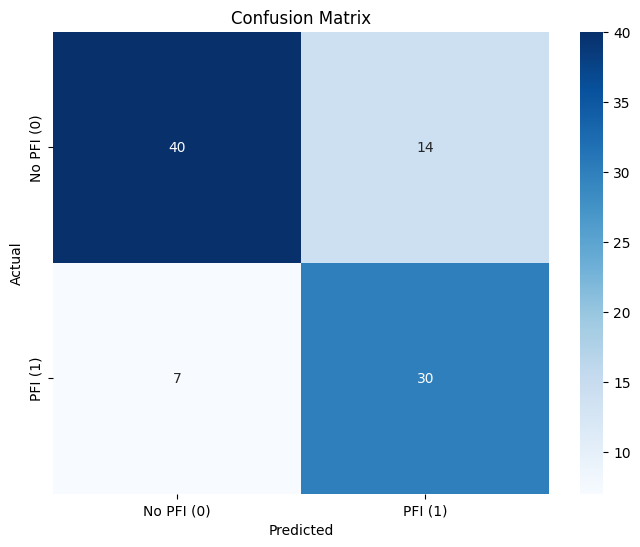 Confusion Matrix
Actual
No PFI (0)
PFI (1)
40
14
7
30
No PFI (0)
PFI (1)
Predicted
40
35
30
25
20
15
10